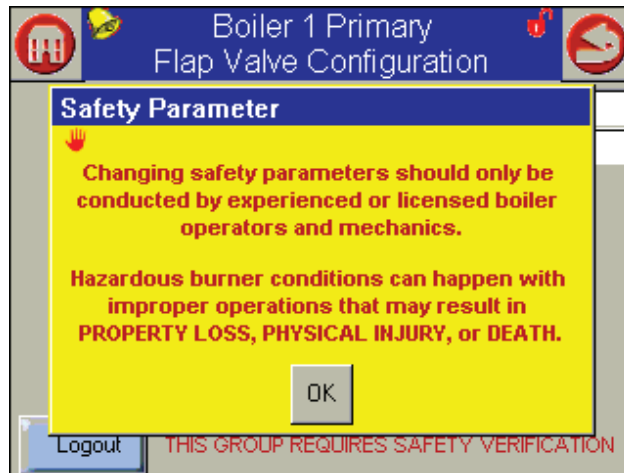 Boiler 1 Primary
Flap Valve Configuration
Safety Parameter
Changing safety parameters should only be
conducted by experienced or licensed boiler
operators and mechanics.
Hazardous burner conditions can happen with
improper operations that may result in
PROPERTY LOSS, PHYSICAL INJURY, or DEATH.
OK
Logout THIS GROUP REQUIRES SAFETY VERIFICATION